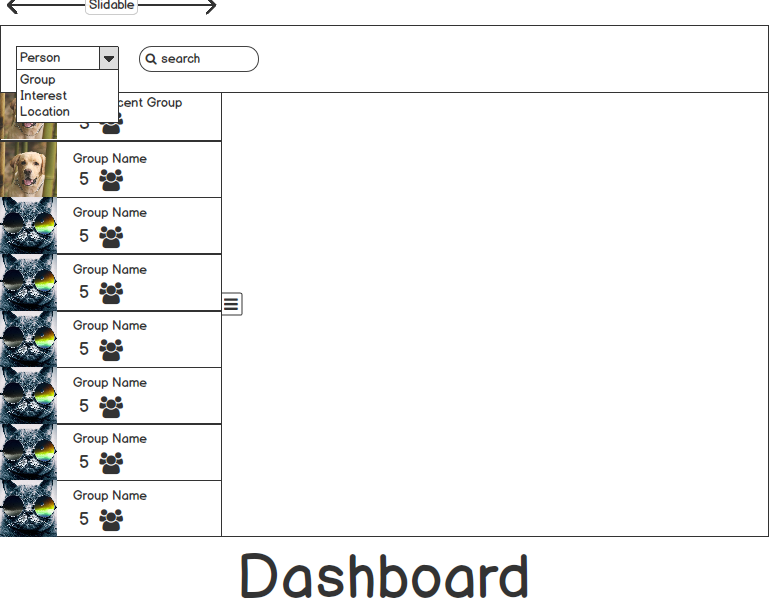 Slidable
Person
search
Group
Interest
Location
cent Group
5
Group Name
5
Group Name
5
Group Name
5
Group Name
5
Group Name
5
Group Name
5
Group Name
5
Dashboard